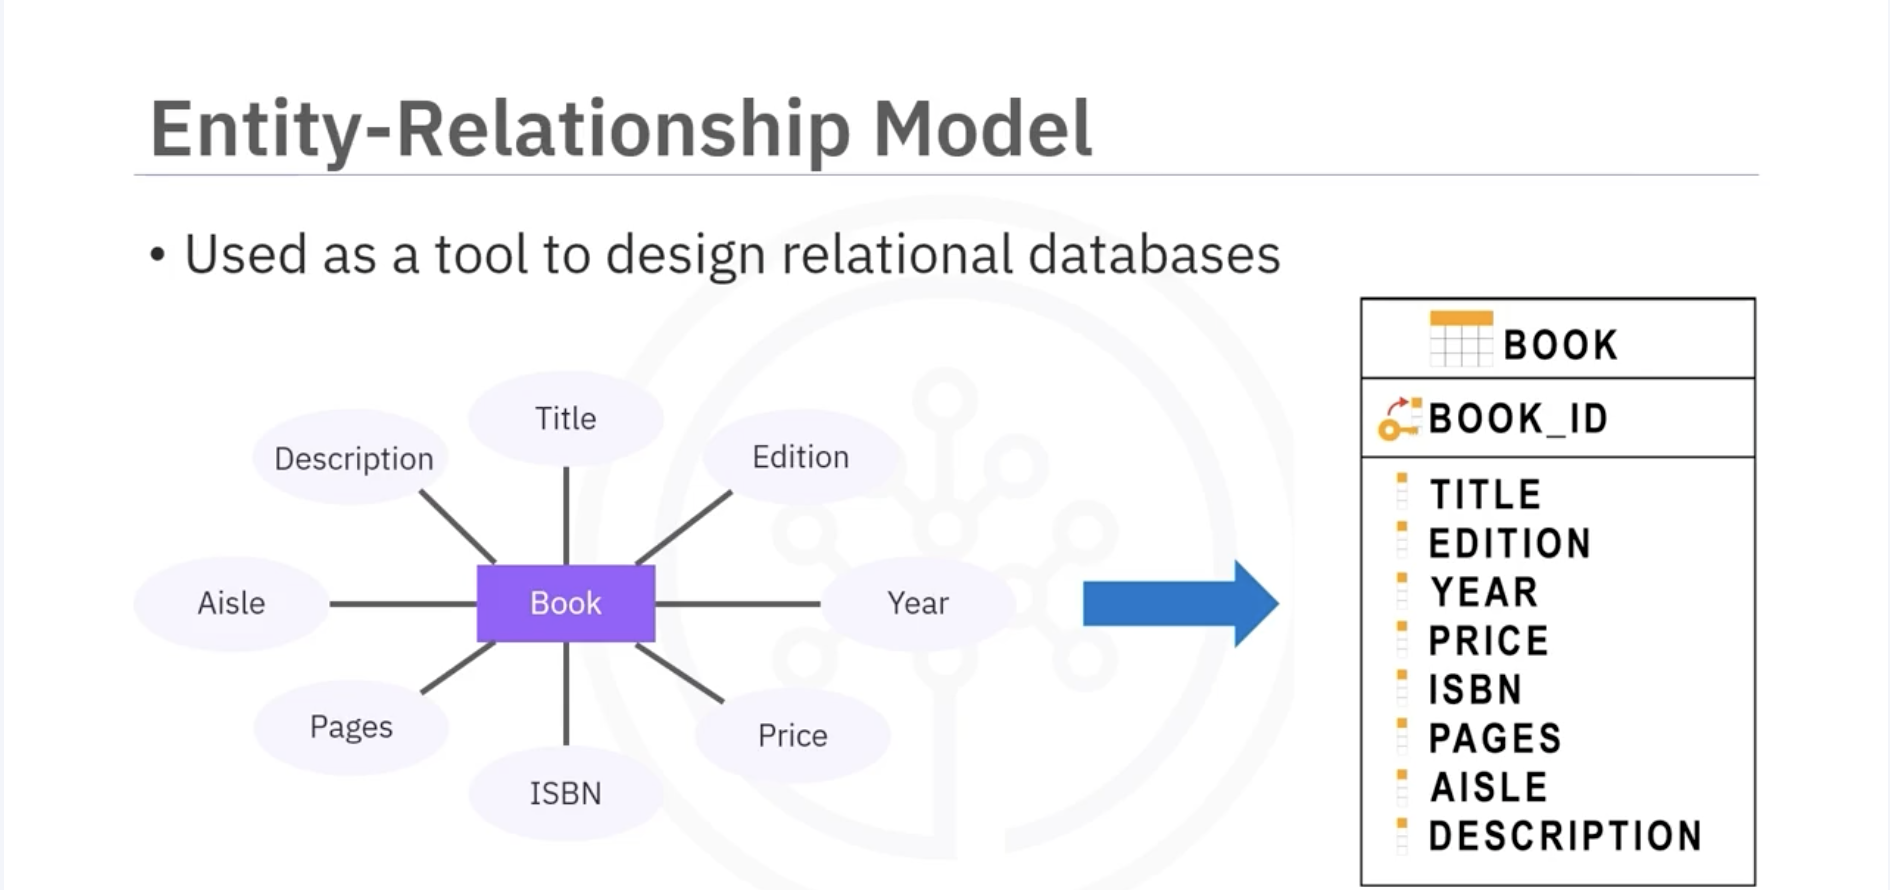 Entity-Relationship Model
• Used as a tool to design relational databases
Title
Description
Edition
Aisle
Book
Year
Pages
Price
ISBN
BOOK
BOOK_ID
TITLE
EDITION
YEAR
PRICE
ISBN
PAGES
AISLE
DESCRIPTION